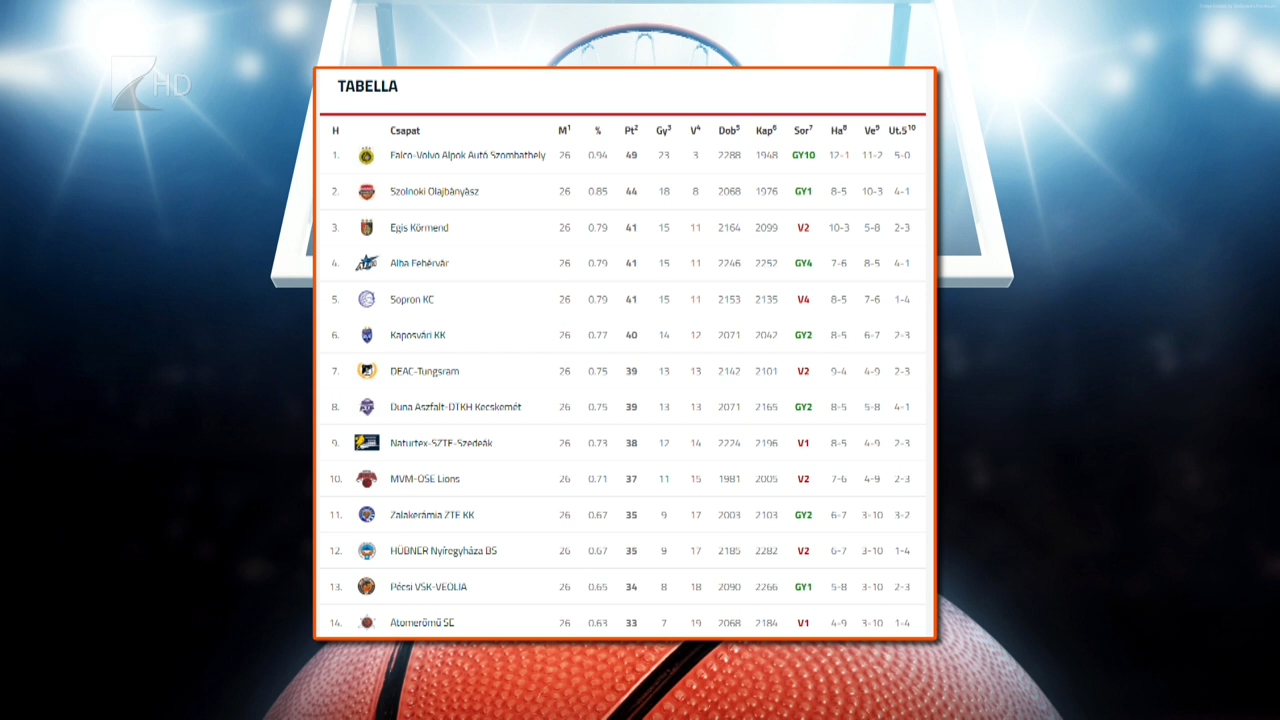 HD
TABELLA
H Csapat M1 % Pt2 Gy3 V4 Dob5 Kap6 Sor7 Ha8 Ve9 Ut.510
1. Falco-Volvo Alpok Autó Szombathely 26 0.94 49 23 3 2288 1948 GY10 12-1 11-2 5-0
2. Szolnoki Olajbányász 26 0.85 44 18 8 2068 1976 GY1 8-5 10-3 4-1
3. Egis Körmend 26 0.79 41 15 11 2164 2099 V2 10-3 5-8 2-3
4. Alba Fehérvár 26 0.79 41 15 11 2246 2252 GY4 7-6 8-5 4-1
5. Sopron KC 26 0.79 41 15 11 2153 2135 V4 8-5 7-6 1-4
6. Kaposvári KK 26 0.77 40 14 12 2071 2042 GY2 8-5 6-7 2-3
7. DEAC-Tungsram 26 0.75 39 13 13 2142 2101 V2 9-4 4-9 2-3
8. Duna Aszfalt-DTKH Kecskemét 26 0.75 39 13 13 2071 2165 GY2 8-5 5-8 4-1
9. Naturtex-SZTE-Szedeák 26 0.73 38 12 14 2224 2196 V1 8-5 4-9 2-3
10. MVM-OSE Lions 26 0.71 37 11 15 1981 2005 V2 7-6 4-9 2-3
11. Zalakerámia ZTE KK 26 0.67 35 9 17 2003 2103 GY2 6-7 3-10 3-2
12. HÜBNER Nyíregyháza BS 26 0.67 35 9 17 2185 2282 V2 6-7 3-10 1-4
13. Pécsi VSK-VEOLIA 26 0.65 34 8 18 2090 2266 GY1 5-8 3-10 2-3
14. Atomerőmű SE 26 0.63 33 7 19 2068 2184 V1 4-9 3-10 1-4